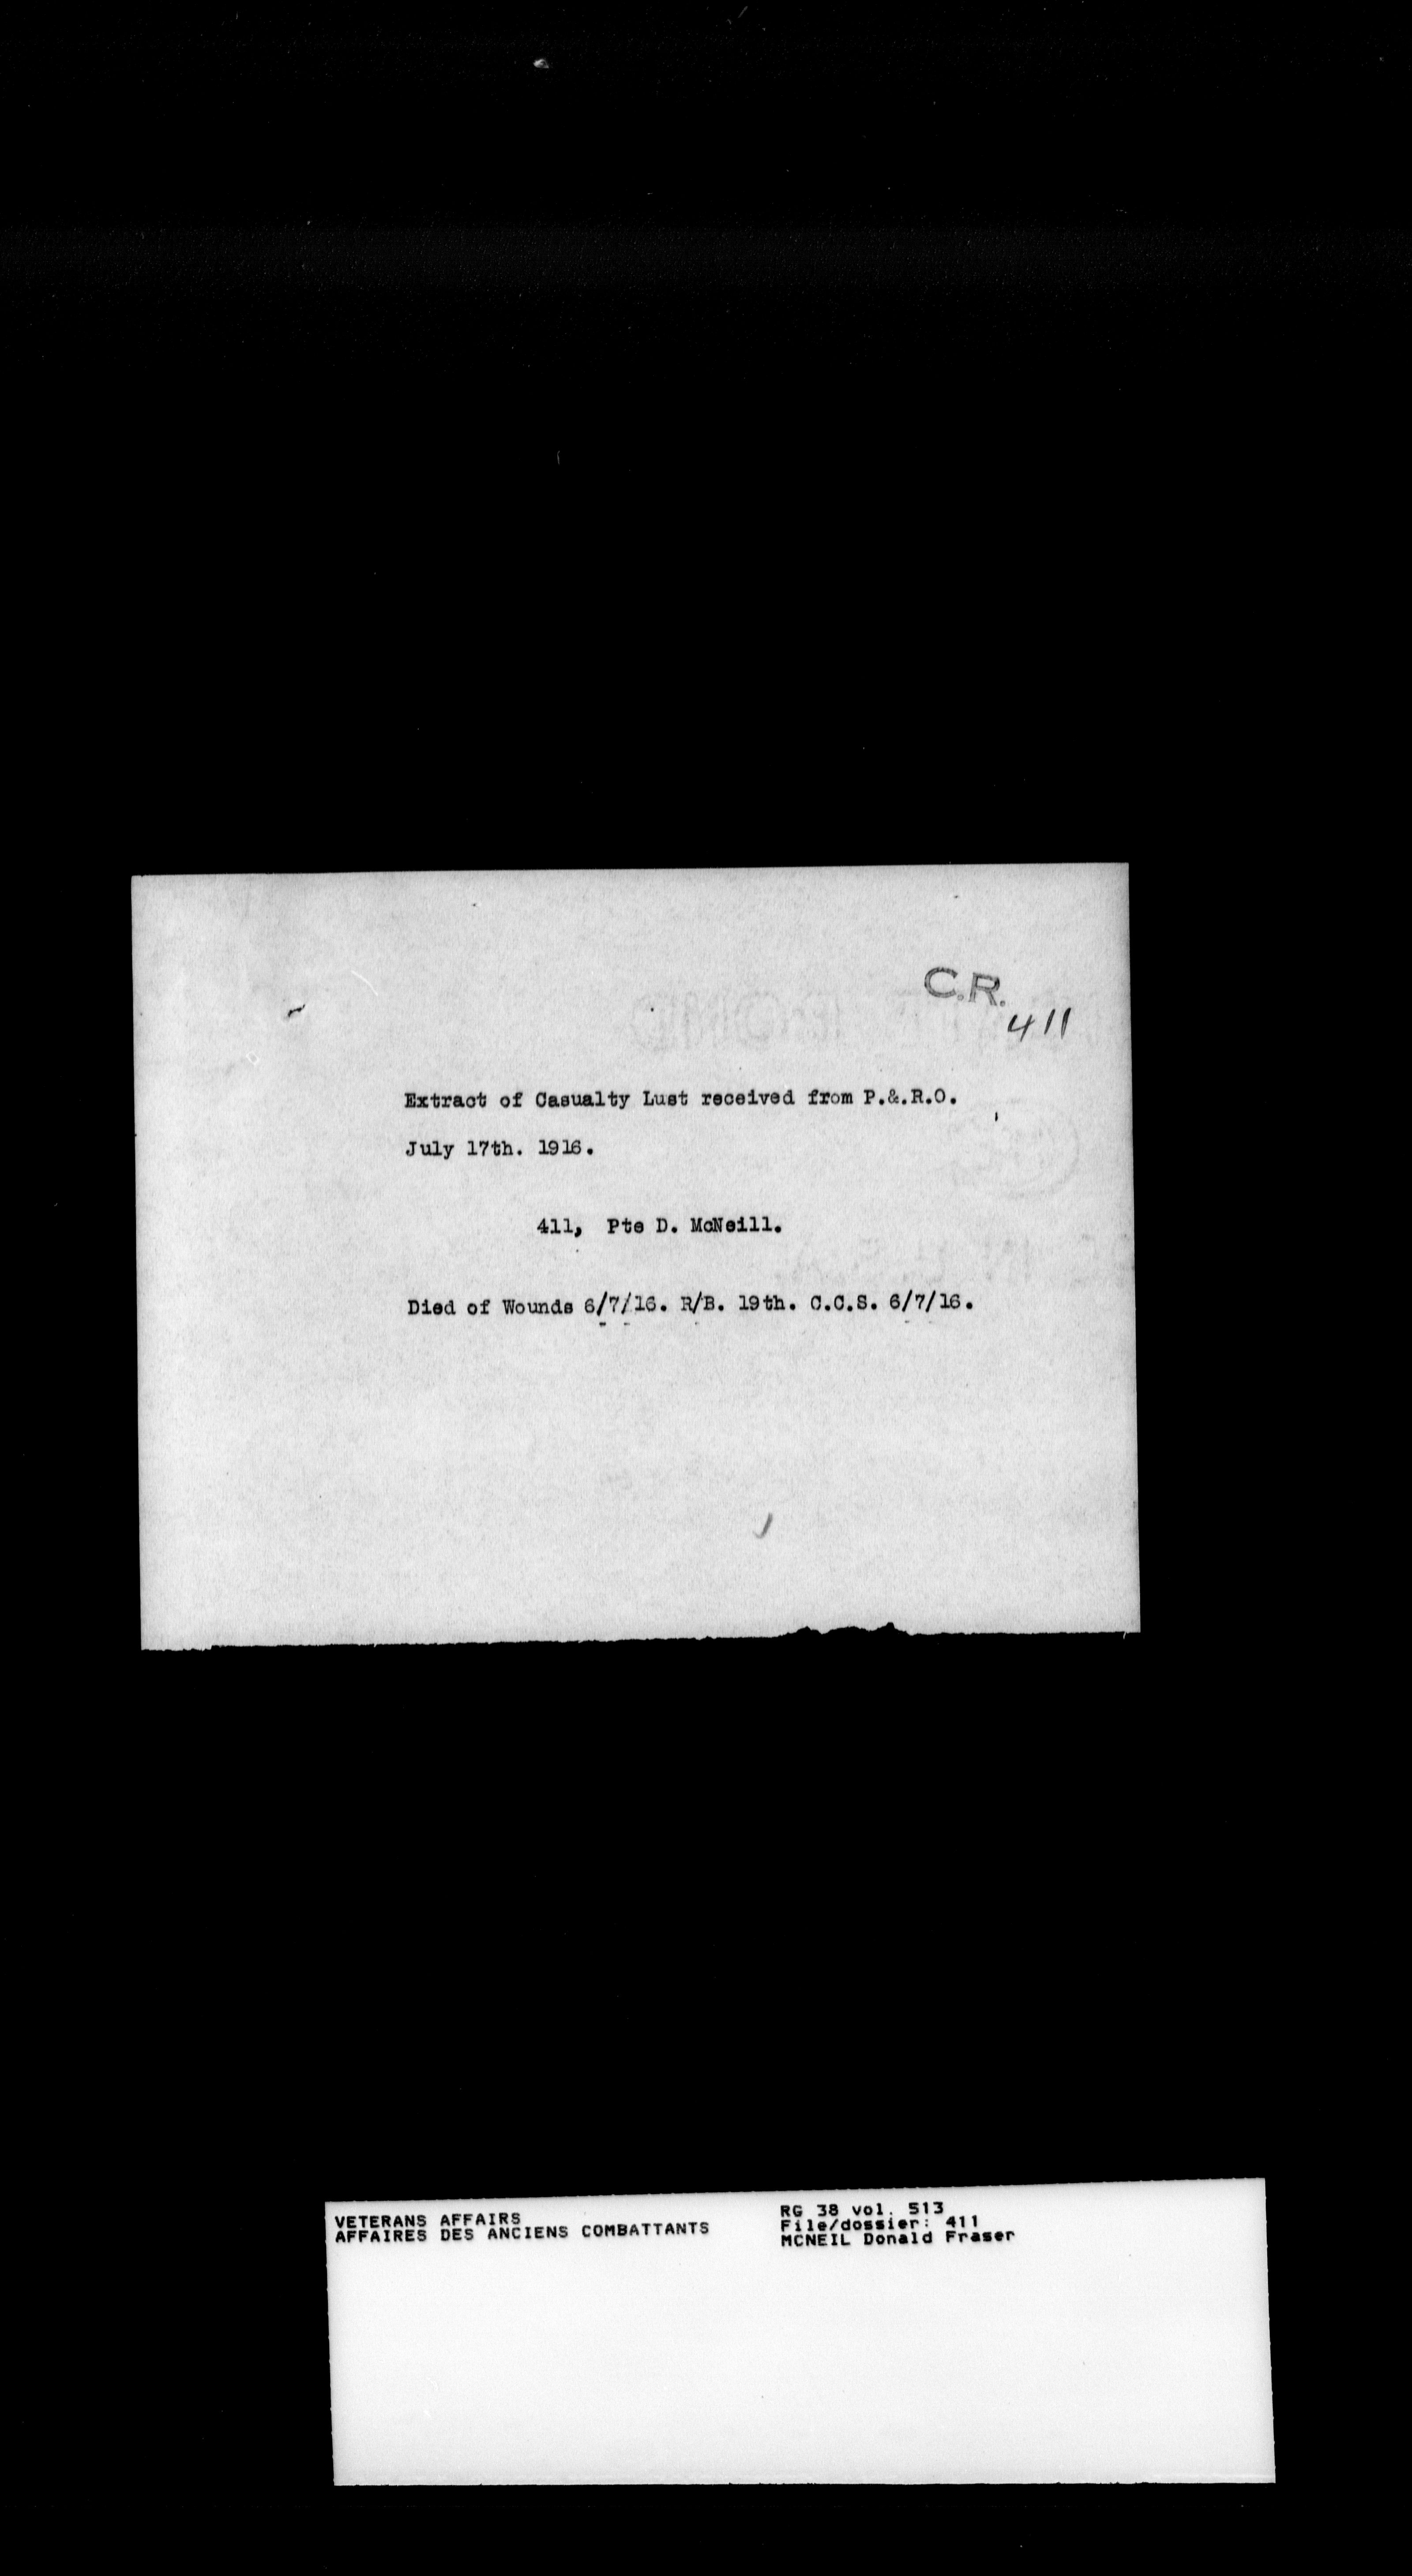 C.R.
411
Extract of Casualty Lust received from P.&.R.O.
July 17th. 1916.
411, Pte D. McNeill.
Died of Wounds 6/7/16. R/B. 19th. C.C.S. 6/7/16.
VETERANS AFFAIRS
AFFAIRES DES ANCIENS COMBATTANTS
RG 38 vol. 513
File/dossier: 411
MCNEIL Donald Fraser